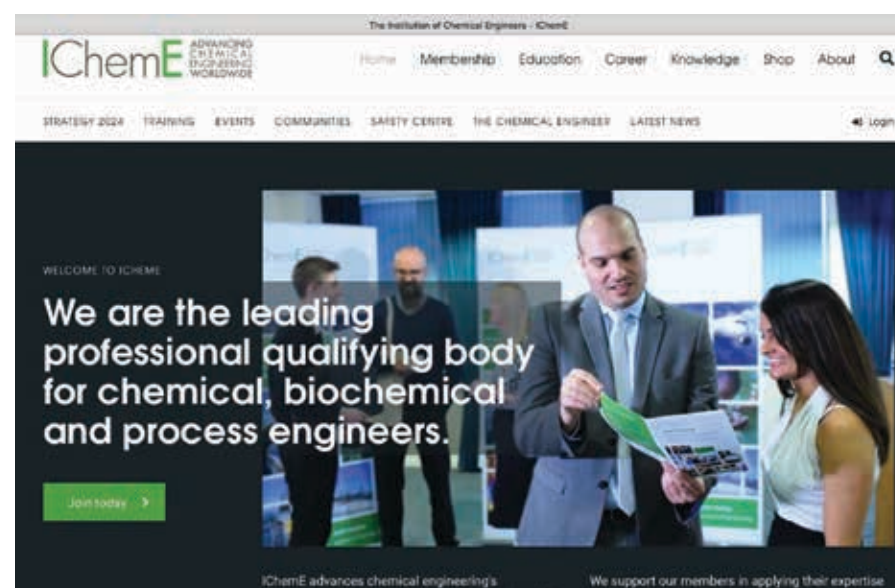 The Institution of Chemical Engineers - IChemE
IChemE ADVANCING
CHEMICAL
ENGINEERING
WORLDWIDE
Home Membership Education Career Knowledge Shop About
STRATEGY 2024 TRAINING EVENTS COMMUNITIES SAFETY CENTRE THE CHEMICAL ENGINEER LATEST NEWS Login
WELCOME TO ICHEME
We are the leading
professional qualifying body
for chemical, biochemical
and process engineers.
Join today
IChemE advances chemical engineering's
We support our members in applying their expertise